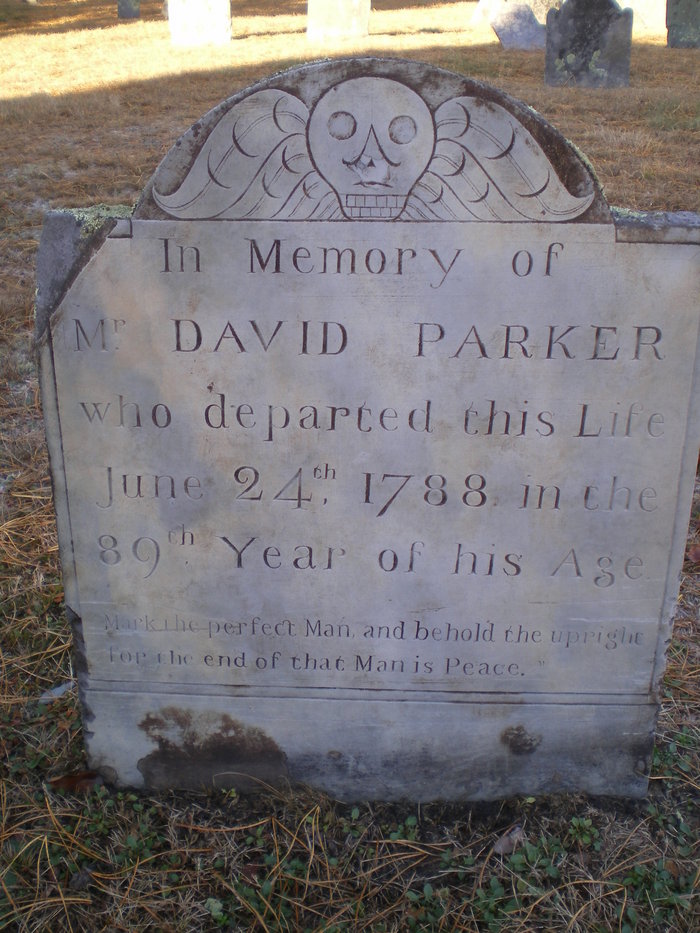 In Memory of
Mr DAVID PARKER
who departed this Life
June 24th, 1788 in the
89th Year of his Age.
Mark the perfect Man, and behold the upright
for the end of that Man is Peace."